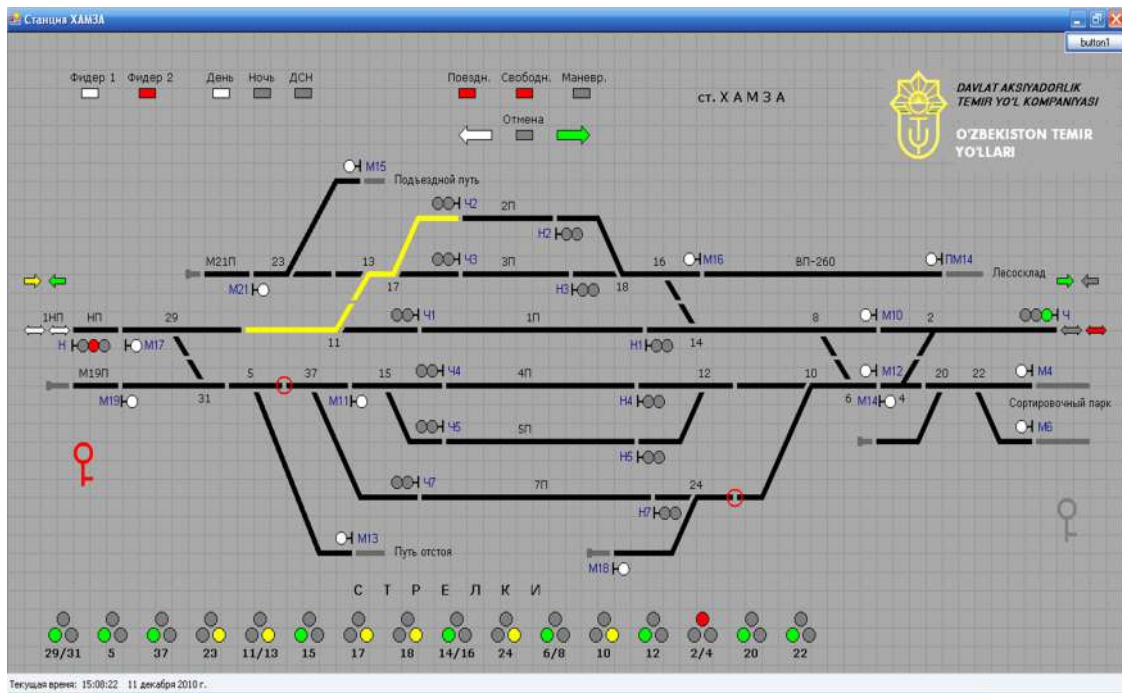 Станция ХАМЗА
button1
Фидер 1 Фидер 2 День Ночь ДСН Поездн. Свободн. Маневр.
ст. Х А М З А
DAVLAT AKSIYADORLIK
TEMIR YO'L KOMPANIYASI
Отмена
O'ZBEKISTON TEMIR
YO'LLARI
М15
Подъездной путь
Ч2 2П
Н2
М21П 23 13 Ч3 3П 16 М16 ВП-260 ПМ14
17 18 Лесосклад
М21 Н3
1НП НП 29 Ч1 1П 8 М10 2 Ч
11 14
Н М17 Н1
М19П 5 37 15 Ч4 4П 12 10 М12 20 22 М4
31 6 4
М19 М11 Н4 М14 Сортировочный парк
Ч5 5П М6
Н5
Ч7 7П 24
Н7
М13
Путь отстоя
М18
С Т Р Е Л К И
29/31 5 37 23 11/13 15 17 18 14/16 24 6/8 10 12 2/4 20 22
Текущая время: 15:08:22 11 декабря 2010 г.